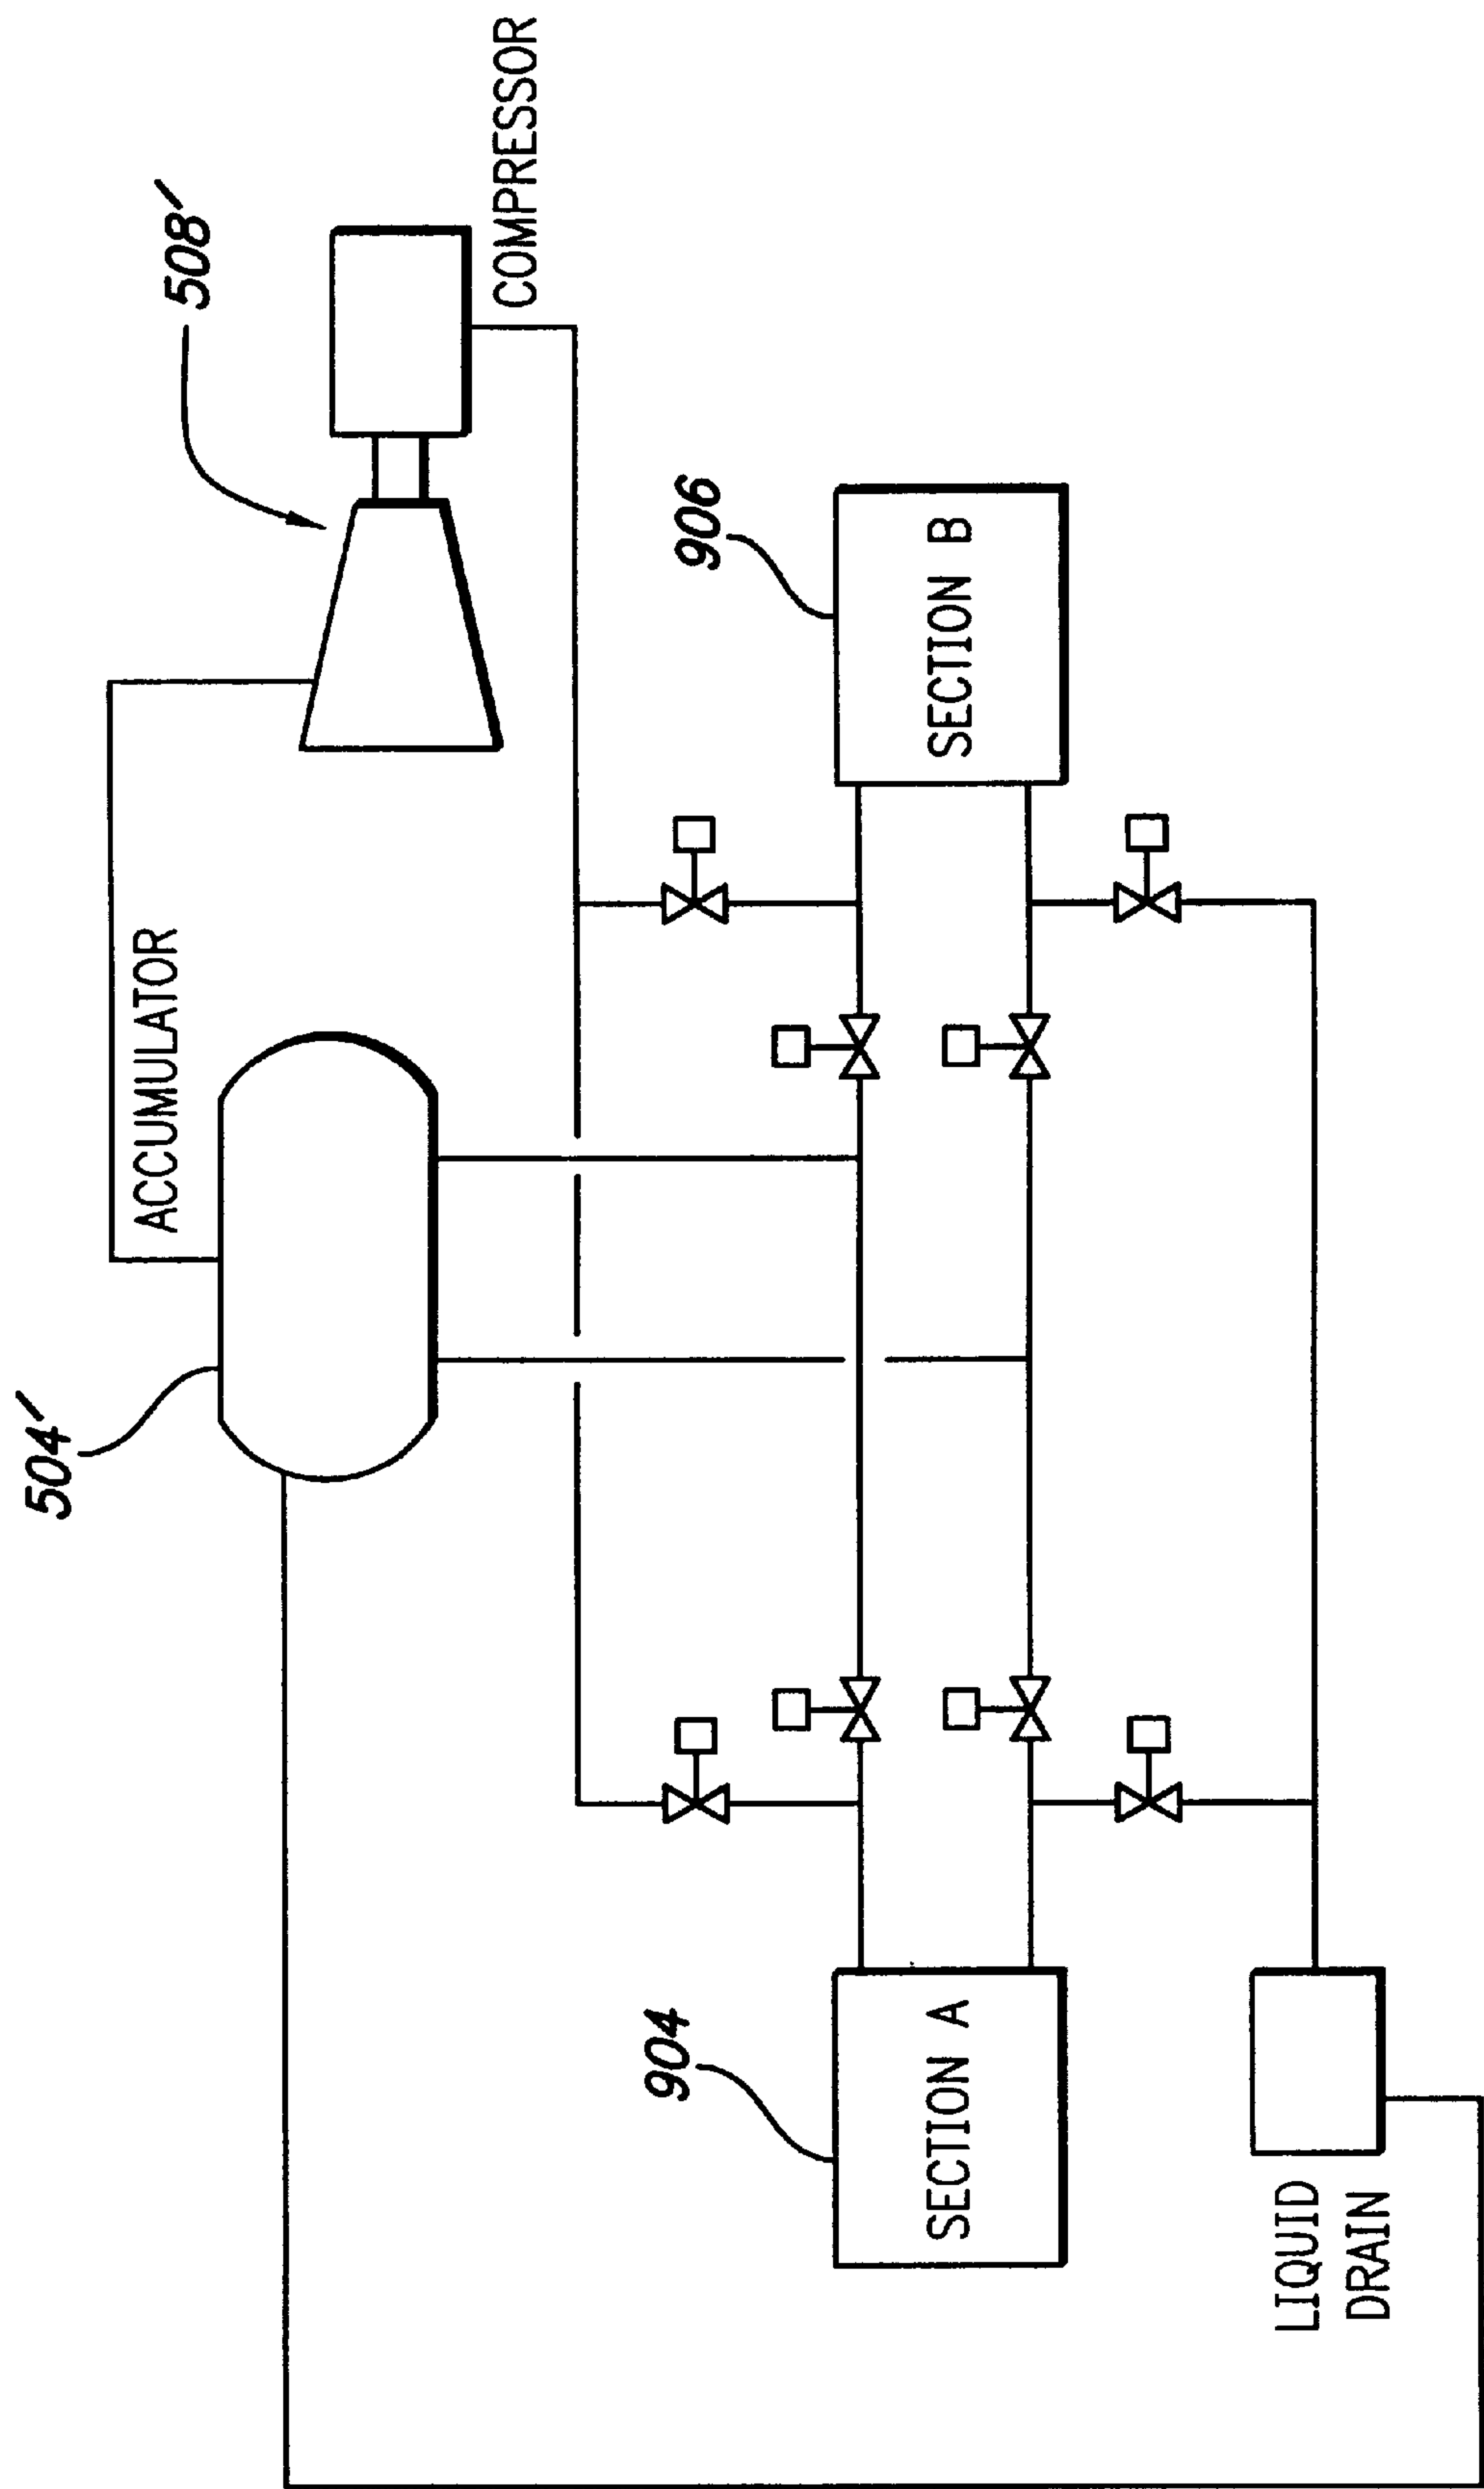 508′
COMPRESSOR
ACCUMULATOR
504′
906
SECTION B
904
SECTION A
LIQUID
DRAIN